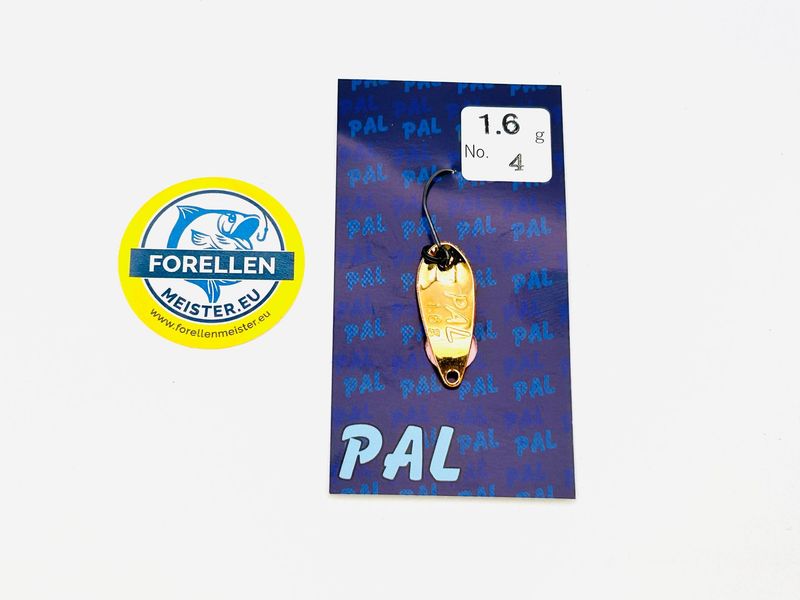 FORELLEN
MEISTER.EU
www.forellenmeister.eu
1.6 g
No. 4
PAL
PAL